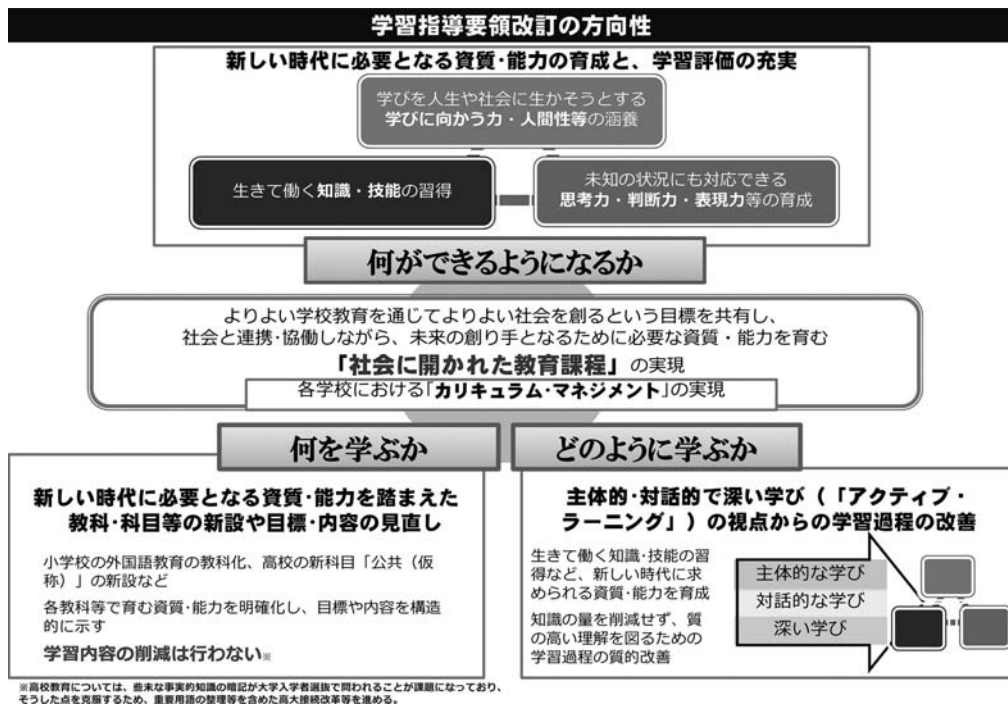 学習指導要領改訂の方向性
新しい時代に必要となる資質・能力の育成と、学習評価の充実
学びを人生や社会に生かそうとする
学びに向かう力・人間性等の涵養
生きて働く知識・技能の習得
未知の状況にも対応できる
思考力・判断力・表現力等の育成
何ができるようになるか
よりよい学校教育を通じてよりよい社会を創るという目標を共有し、
社会と連携・協働しながら、未来の創り手となるために必要な資質・能力を育む
「社会に開かれた教育課程」の実現
各学校における「カリキュラム・マネジメント」の実現
何を学ぶか
新しい時代に必要となる資質・能力を踏まえた
教科・科目等の新設や目標・内容の見直し
小学校の外国語教育の教科化、高校の新科目「公共（仮
称）」の新設など
各教科等で育む資質・能力を明確化し、目標や内容を構造
的に示す
学習内容の削減は行わない※
どのように学ぶか
主体的・対話的で深い学び（「アクティブ・
ラーニング」）の視点からの学習過程の改善
生きて働く知識・技能の習
得など、新しい時代に求
められる資質・能力を育成
知識の量を削減せず、質
の高い理解を図るための
学習過程の質的改善
主体的な学び
対話的な学び
深い学び
※高校教育については、些末な事実的知識の暗記が大学入学者選抜で問われることが課題になっており、
そうした点を克服するため、重要用語の整理等を含めた高大接続改革等を進める。